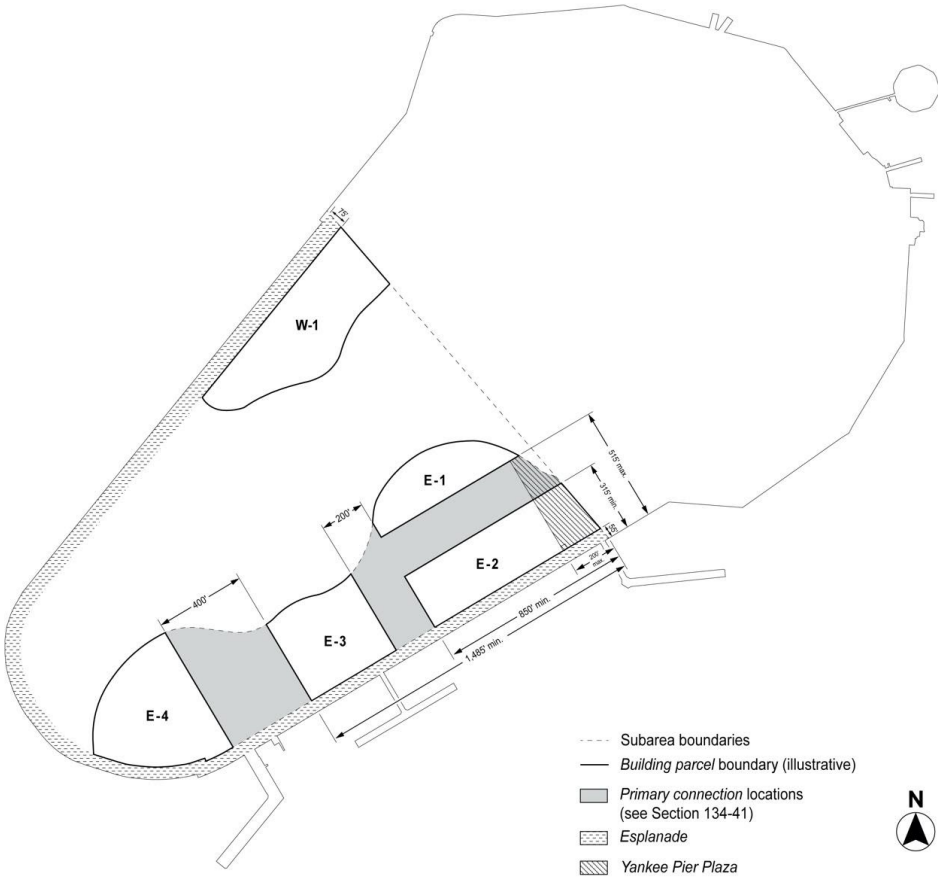 75'
W-1
515' max.
E-1
315' min.
200'
55'
E-2
200'
max.
400'
850' min.
E-3
1,485' min.
E-4
Subarea boundaries
Building parcel boundary (illustrative)
Primary connection locations
(see Section 134-41)
N
Esplanade
Yankee Pier Plaza